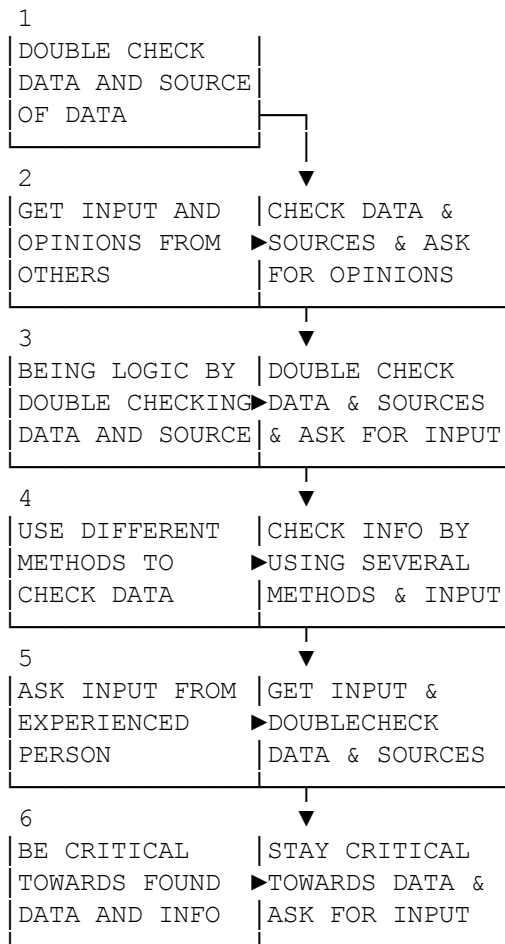 1
DOUBLE CHECK
DATA AND SOURCE
OF DATA
2
GET INPUT AND CHECK DATA &
OPINIONS FROM ►SOURCES & ASK
OTHERS FOR OPINIONS
3
BEING LOGIC BY DOUBLE CHECK
DOUBLE CHECKING►DATA & SOURCES
DATA AND SOURCE & ASK FOR INPUT
4
USE DIFFERENT CHECK INFO BY
METHODS TO ►USING SEVERAL
CHECK DATA METHODS & INPUT
5
ASK INPUT FROM GET INPUT &
EXPERIENCED ►DOUBLECHECK
PERSON DATA & SOURCES
6
BE CRITICAL STAY CRITICAL
TOWARDS FOUND ►TOWARDS DATA &
DATA AND INFO ASK FOR INPUT